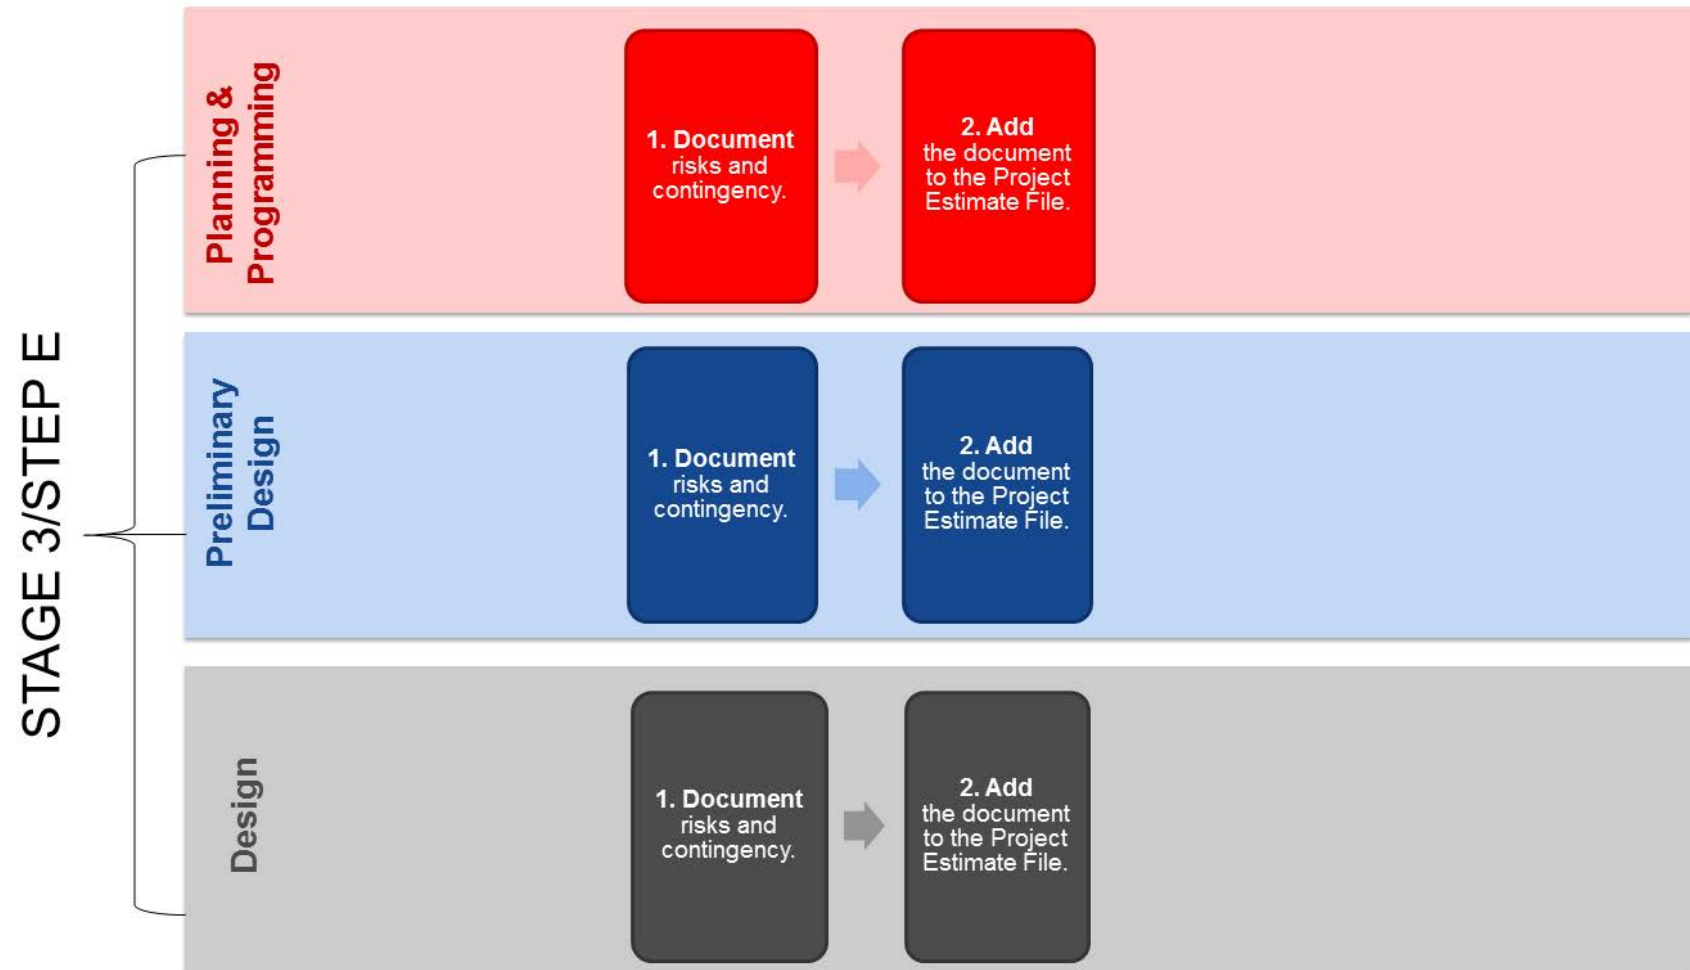 STAGE 3/STEP E
Planning &
Programming
1. Document
risks and
contingency.
2. Add
the document
to the Project
Estimate File.
Preliminary
Design
1. Document
risks and
contingency.
2. Add
the document
to the Project
Estimate File.
Design
1. Document
risks and
contingency.
2. Add
the document
to the Project
Estimate File.